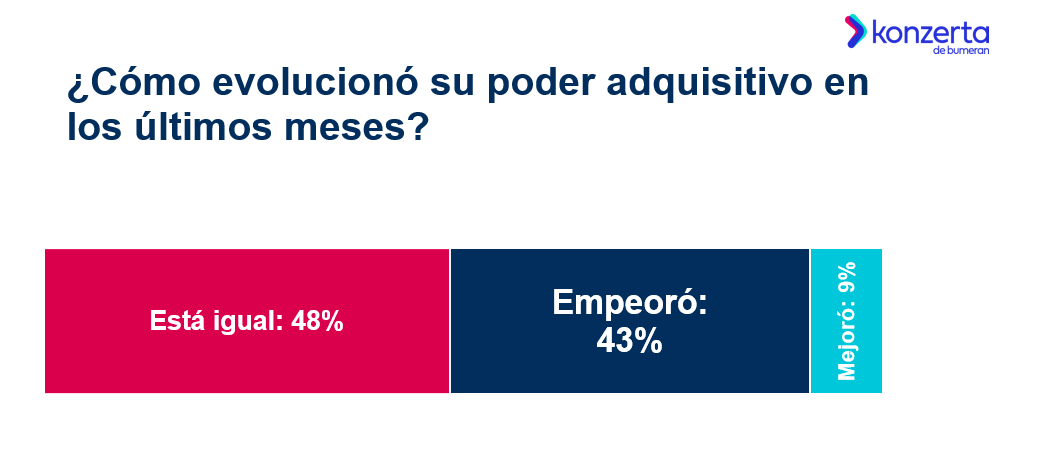 konzerta
de bumeran
¿Cómo evolucionó su poder adquisitivo en
los últimos meses?
Está igual: 48%
Empeoró:
43%
Mejoró: 9%